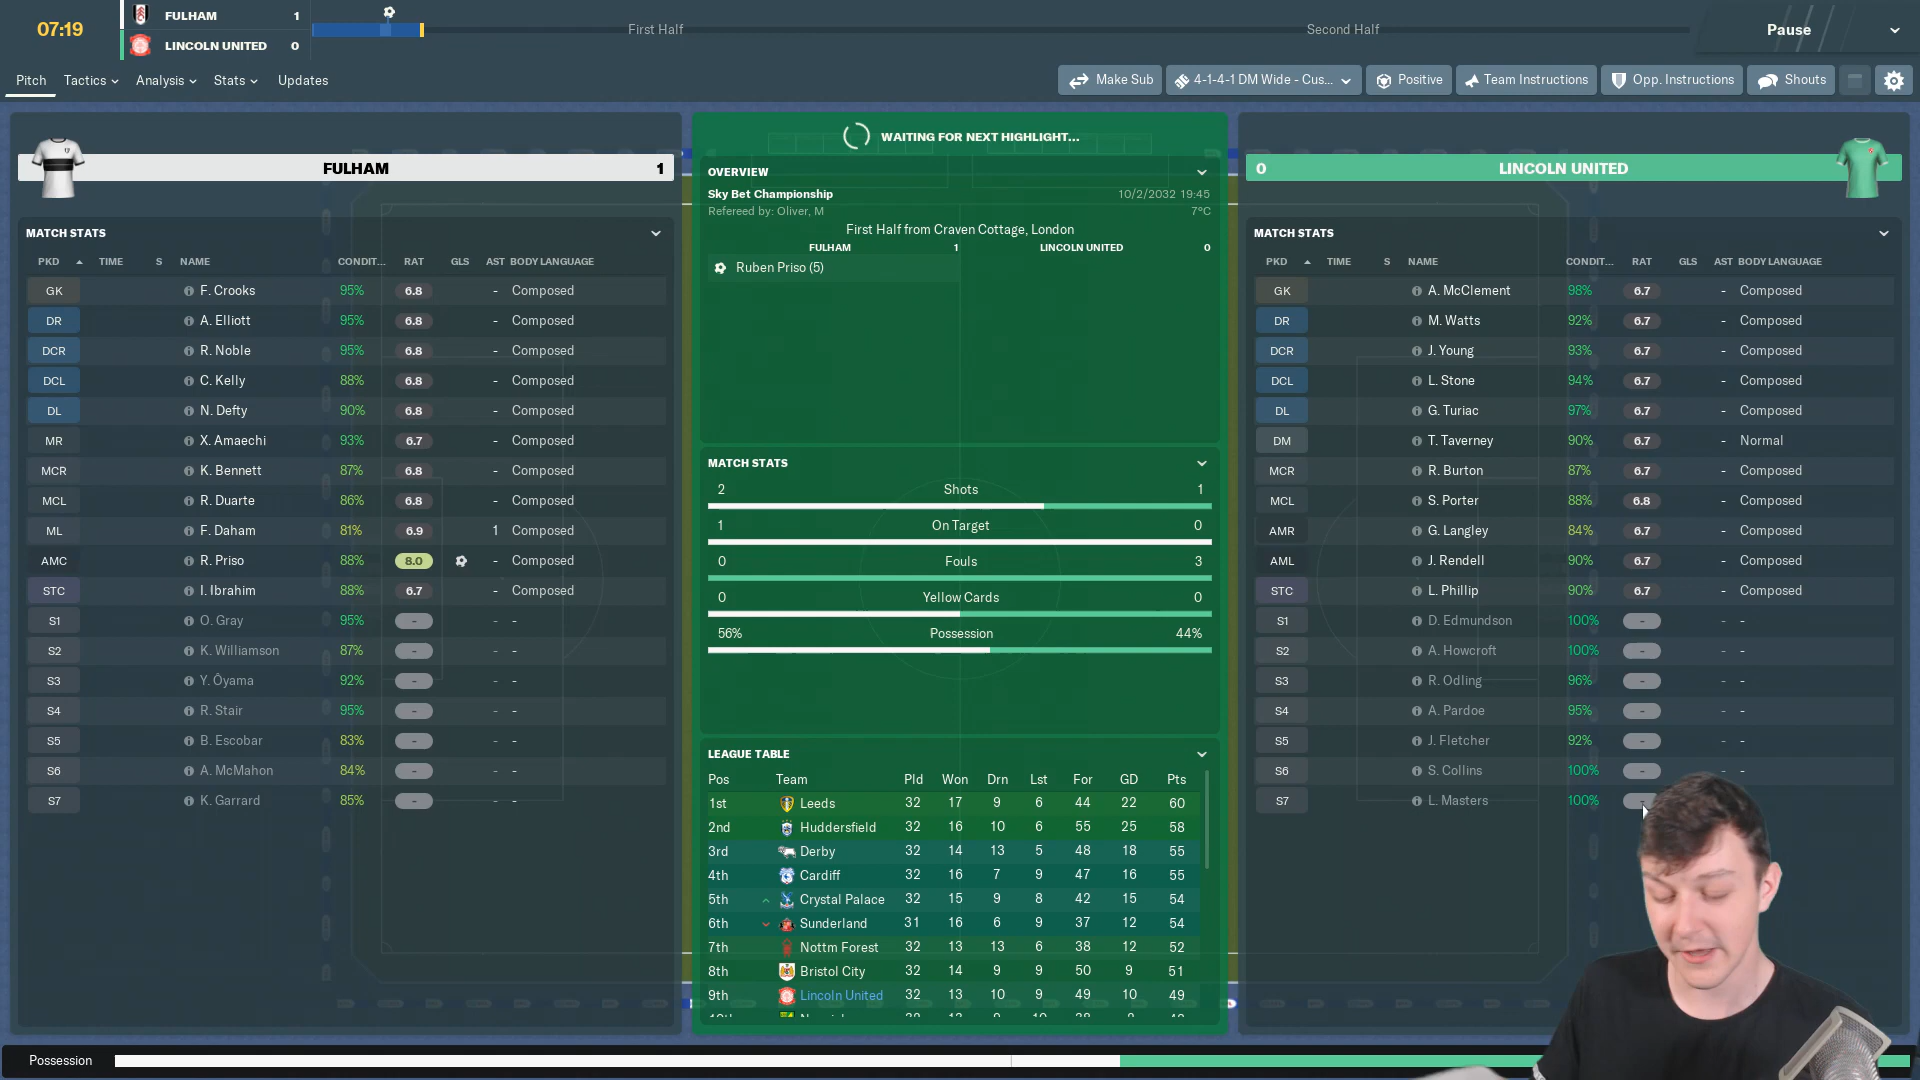 07:19
FULHAM 1
LINCOLN UNITED 0
First Half
Second Half
Pause
Pitch Tactics Analysis Stats Updates
Make Sub 4-1-4-1 DM Wide - Cus... Positive Team Instructions Opp. Instructions Shouts
FULHAM 1
MATCH STATS
PKD TIME S NAME CONDIT... RAT GLS AST BODY LANGUAGE
GK F. Crooks 95% 6.8 - Composed
DR A. Elliott 95% 6.8 - Composed
DCR R. Noble 95% 6.8 - Composed
DCL C. Kelly 88% 6.8 - Composed
DL N. Defty 90% 6.8 - Composed
MR X. Amaechi 93% 6.7 - Composed
MCR K. Bennett 87% 6.8 - Composed
MCL R. Duarte 86% 6.8 - Composed
ML F. Daham 81% 6.9 1 Composed
AMC R. Priso 88% 8.0 - Composed
STC I. Ibrahim 88% 6.7 - Composed
S1 O. Gray 95% - - -
S2 K. Williamson 87% - - -
S3 Y. Ôyama 92% - - -
S4 R. Stair 95% - - -
S5 B. Escobar 83% - - -
S6 A. McMahon 84% - - -
S7 K. Garrard 85% - - -
WAITING FOR NEXT HIGHLIGHT...
OVERVIEW
Sky Bet Championship 10/2/2032 19:45
Refereed by: Oliver, M 7°C
First Half from Craven Cottage, London
FULHAM 1 LINCOLN UNITED 0
Ruben Priso (5)
MATCH STATS
2 Shots 1
1 On Target 0
0 Fouls 3
0 Yellow Cards 0
56% Possession 44%
LEAGUE TABLE
Pos Team Pld Won Drn Lst For GD Pts
1st Leeds 32 17 9 6 44 22 60
2nd Huddersfield 32 16 10 6 55 25 58
3rd Derby 32 14 13 5 48 18 55
4th Cardiff 32 16 7 9 47 16 55
5th Crystal Palace 32 15 9 8 42 15 54
6th Sunderland 31 16 6 9 37 12 54
7th Nottm Forest 32 13 13 6 38 12 52
8th Bristol City 32 14 9 9 50 9 51
9th Lincoln United 32 13 10 9 49 10 49
0 LINCOLN UNITED
MATCH STATS
PKD TIME S NAME CONDIT... RAT GLS AST BODY LANGUAGE
GK A. McClement 98% 6.7 - Composed
DR M. Watts 92% 6.7 - Composed
DCR J. Young 93% 6.7 - Composed
DCL L. Stone 94% 6.7 - Composed
DL G. Turiac 97% 6.7 - Composed
DM T. Taverney 90% 6.7 - Normal
MCR R. Burton 87% 6.7 - Composed
MCL S. Porter 88% 6.8 - Composed
AMR G. Langley 84% 6.7 - Composed
AML J. Rendell 90% 6.7 - Composed
STC L. Phillip 90% 6.7 - Composed
S1 D. Edmundson 100% - - -
S2 A. Howcroft 100% - - -
S3 R. Odling 96% - - -
S4 A. Pardoe 95% - - -
S5 J. Fletcher 92% - - -
S6 S. Collins 100% - - -
S7 L. Masters 100% -
Possession